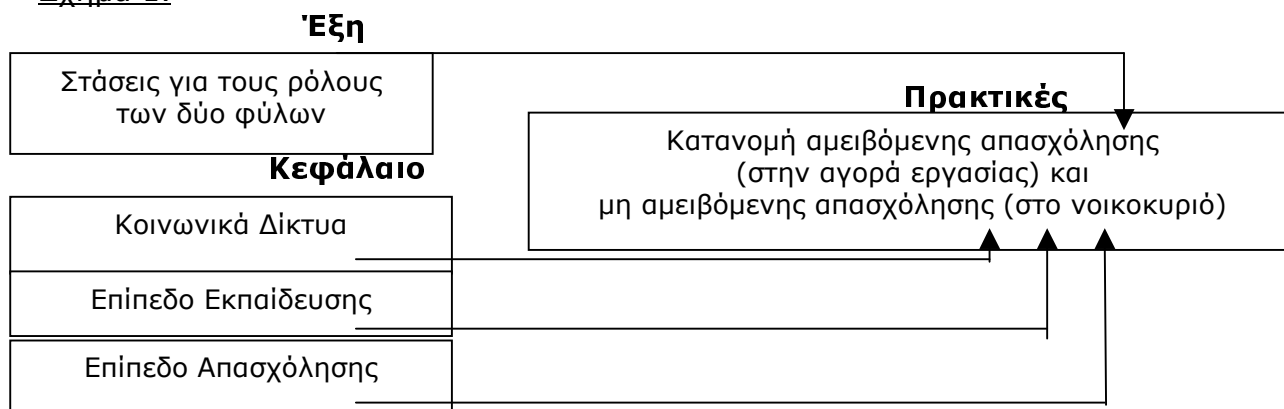 Έξη
Στάσεις για τους ρόλους
των δύο φύλων
Πρακτικές
Κατανομή αμειβόμενης απασχόλησης
(στην αγορά εργασίας) και
μη αμειβόμενης απασχόλησης (στο νοικοκυριό)
Κεφάλαιο
Κοινωνικά Δίκτυα
Επίπεδο Εκπαίδευσης
Επίπεδο Απασχόλησης